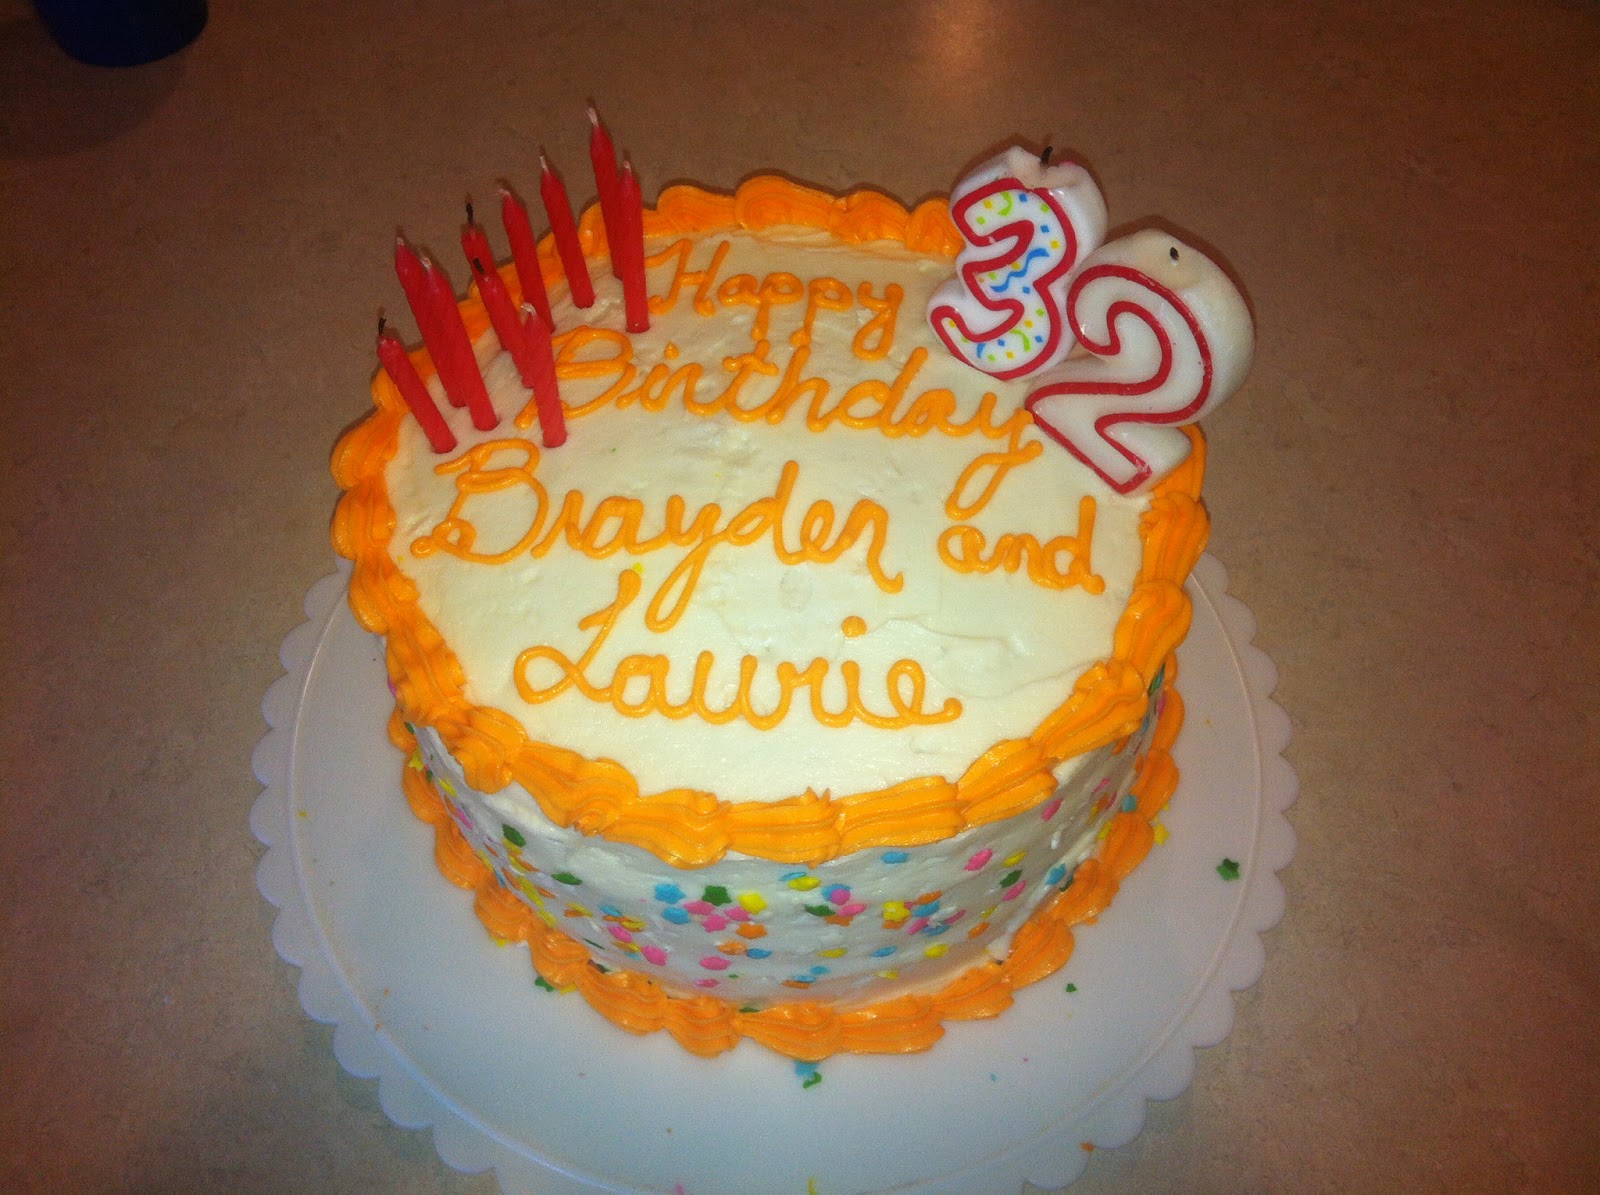 32
Happy
Birthday
Brayden and
Laurie